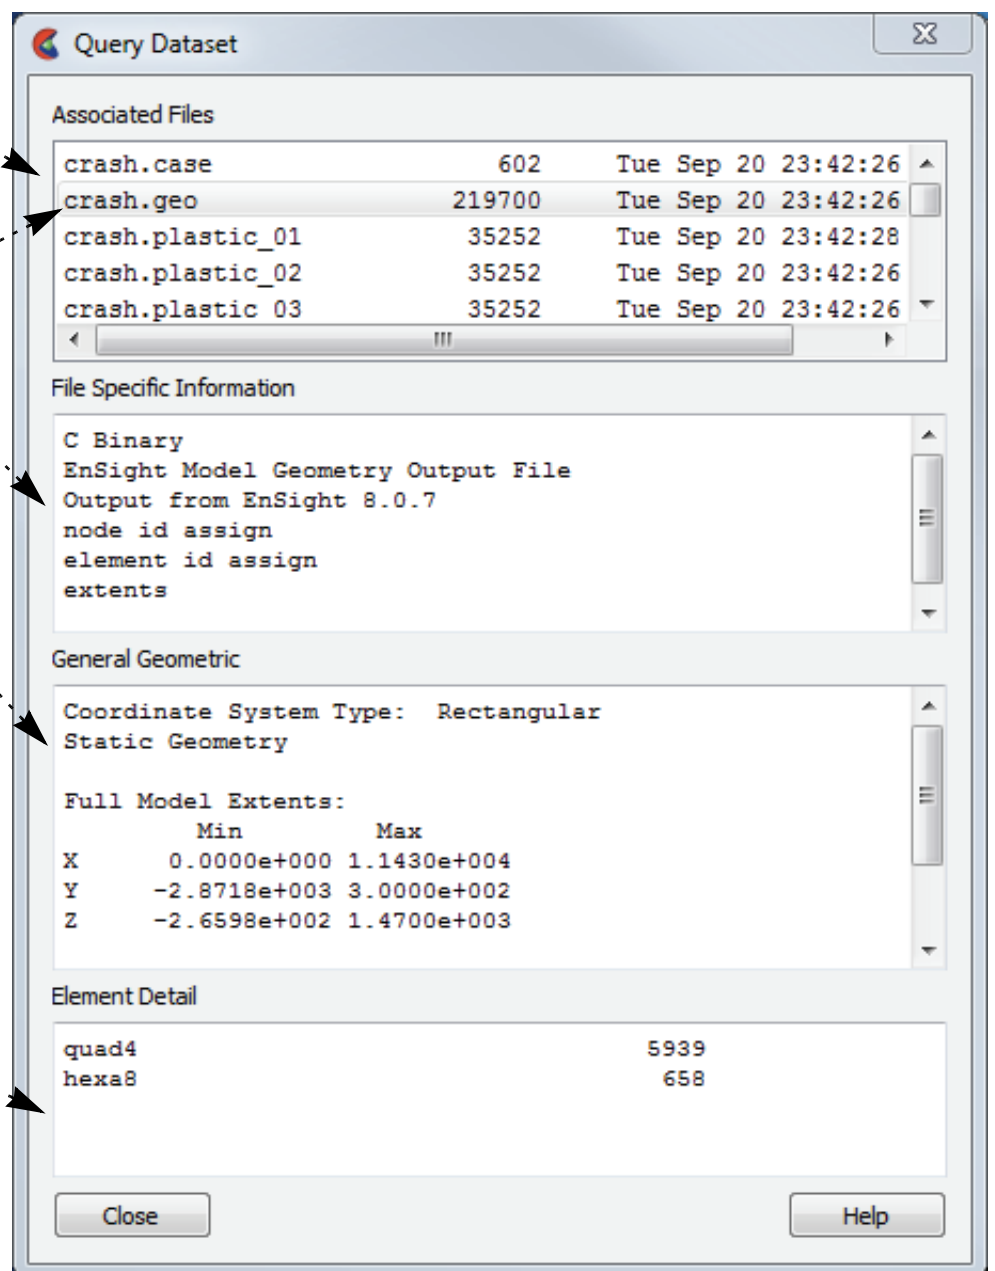 Query Dataset
Associated Files
crash.case 602 Tue Sep 20 23:42:26
crash.geo 219700 Tue Sep 20 23:42:26
crash.plastic_01 35252 Tue Sep 20 23:42:28
crash.plastic_02 35252 Tue Sep 20 23:42:26
crash.plastic 03 35252 Tue Sep 20 23:42:26
File Specific Information
C Binary
EnSight Model Geometry Output File
Output from EnSight 8.0.7
node id assign
element id assign
extents
General Geometric
Coordinate System Type: Rectangular
Static Geometry
Full Model Extents:
Min Max
X 0.0000e+000 1.1430e+004
Y -2.8718e+003 3.0000e+002
Z -2.6598e+002 1.4700e+003
Element Detail
quad4 5939
hexa8 658
Close Help